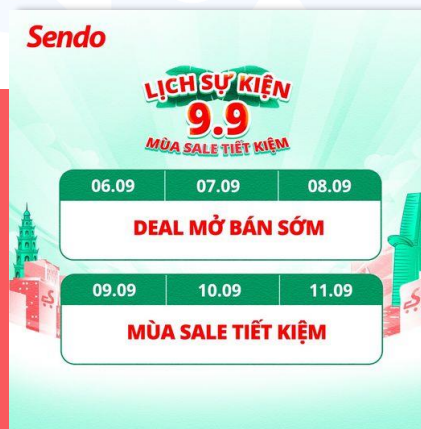 Sendo
LỊCH SỰ KIỆN
9.9
MÙA SALE TIẾT KIỆM
06.09 07.09 08.09
DEAL MỞ BÁN SỚM
09.09 10.09 11.09
MÙA SALE TIẾT KIỆM